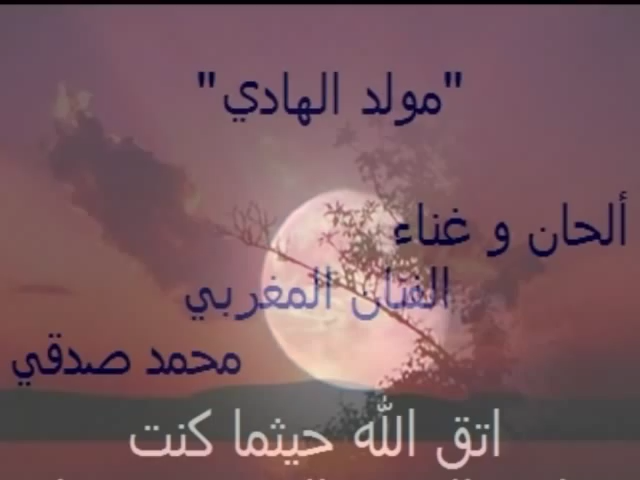 "مولد الهادي"
ألحان و غناء
الفنان المغربي
محمد صدقي
اتق الله حيثما كنت